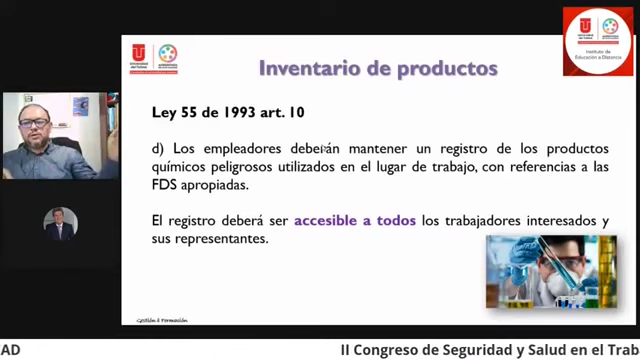 Inventario de productos
Ley 55 de 1993 art. 10
d) Los empleadores deberán mantener un registro de los productos
químicos peligrosos utilizados en el lugar de trabajo, con referencias a las
FDS apropiadas.
El registro deberá ser accesible a todos los trabajadores interesados y
sus representantes.
Gestión & Formación
Universidad
del Tolima
Instituto de
Educación a Distancia
AD
II Congreso de Seguridad y Salud en el Trab